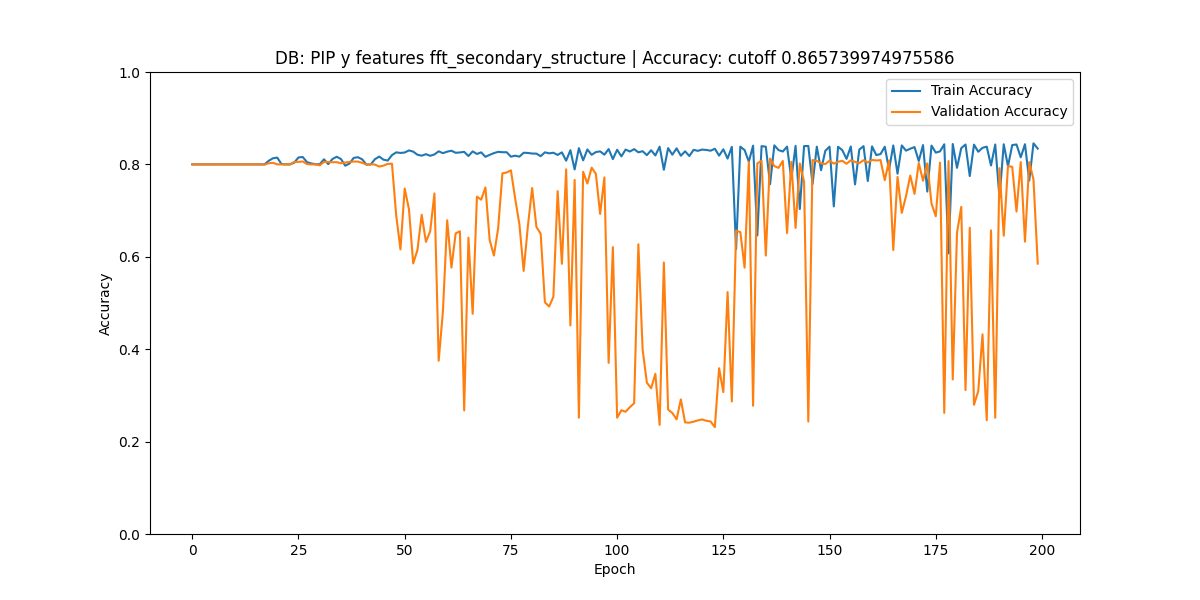 DB: PIP y features fft_secondary_structure | Accuracy: cutoff 0.865739974975586
Train Accuracy
Validation Accuracy
Accuracy
1.0
0.8
0.6
0.4
0.2
0.0
0 25 50 75 100 125 150 175 200
Epoch